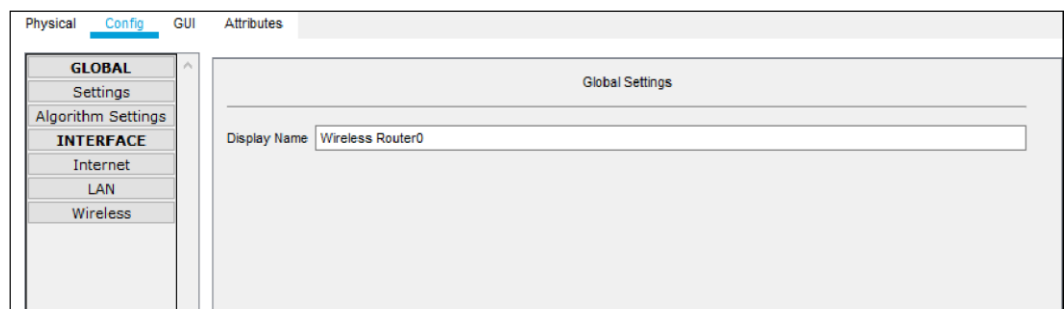 Physical Config GUI Attributes
GLOBAL
Settings
Algorithm Settings
INTERFACE
Internet
LAN
Wireless
Global Settings
Display Name Wireless Router0